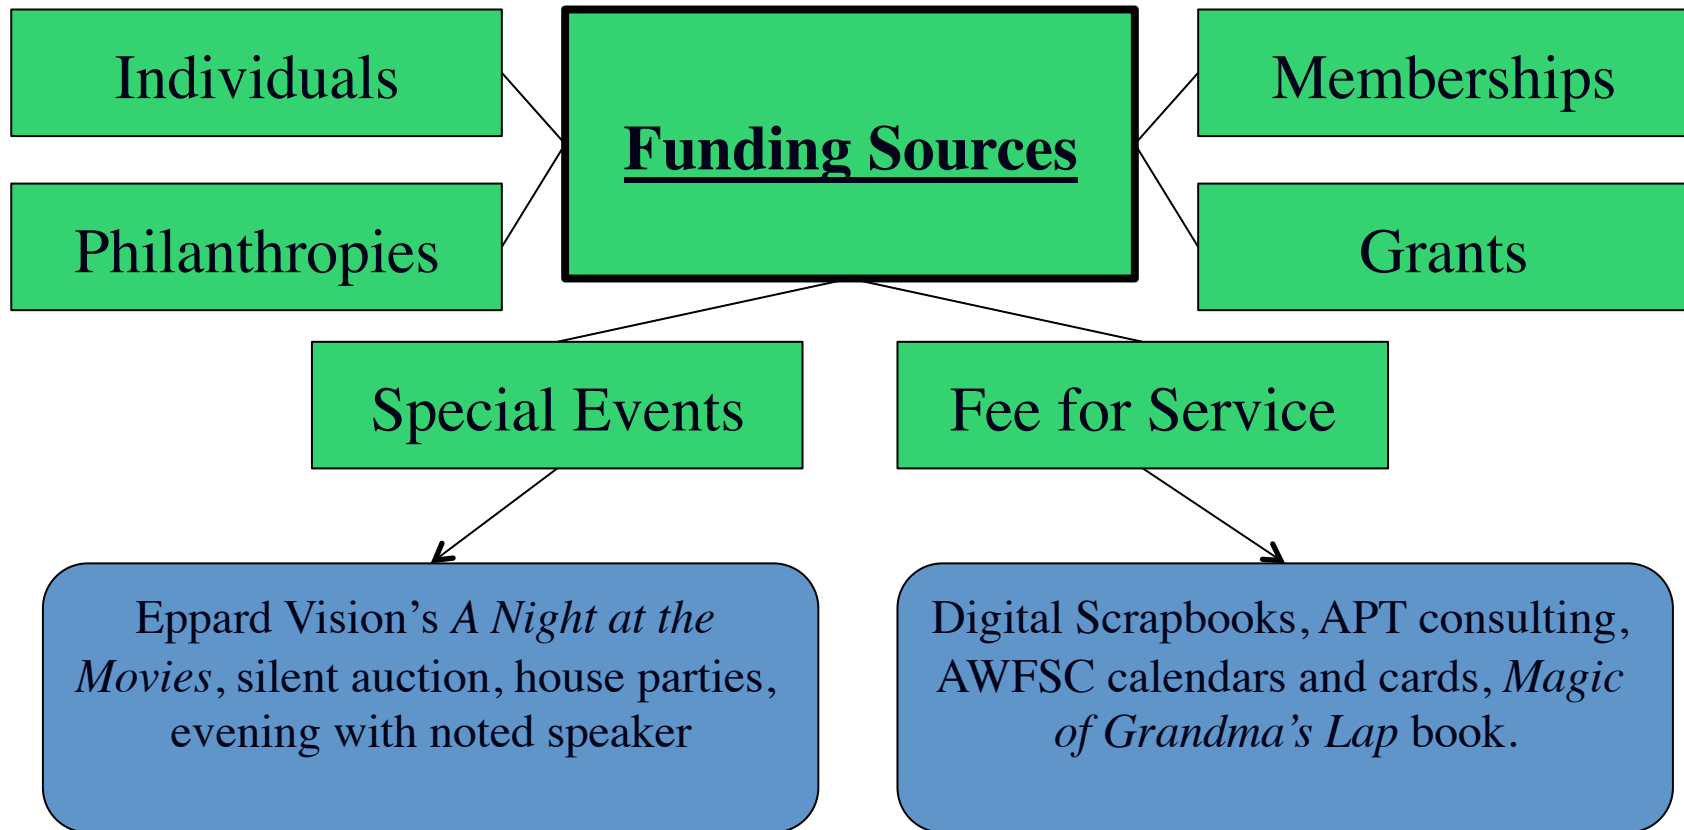 Individuals
Funding Sources
Memberships
Philanthropies
Grants
Special Events
Fee for Service
Eppard Vision’s A Night at the
Movies, silent auction, house parties,
evening with noted speaker
Digital Scrapbooks, APT consulting,
AWFSC calendars and cards, Magic
of Grandma’s Lap book.